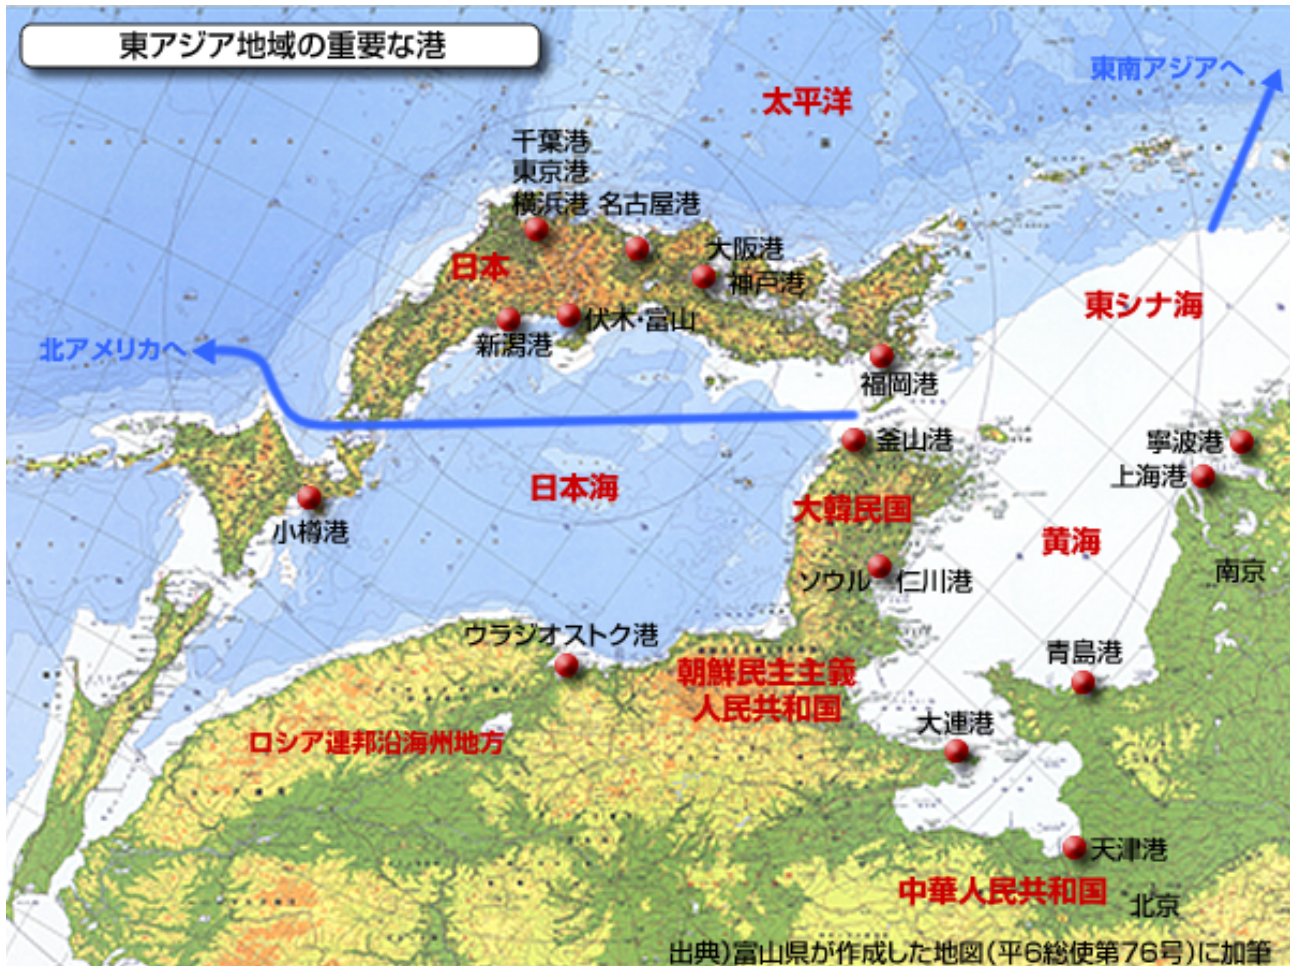 東アジア地域の重要な港
東南アジアへ
太平洋
千葉港
東京港
横浜港
名古屋港
大阪港
神戸港
日本
伏木・富山
新潟港
東シナ海
北アメリカへ
福岡港
釜山港
寧波港
上海港
日本海
大韓民国
小樽港
黄海
ソウル
仁川港
南京
ウラジオストク港
青島港
朝鮮民主主義
人民共和国
大連港
ロシア連邦沿海州地方
天津港
中華人民共和国
北京
出典)富山県が作成した地図(平6総使第76号)に加筆